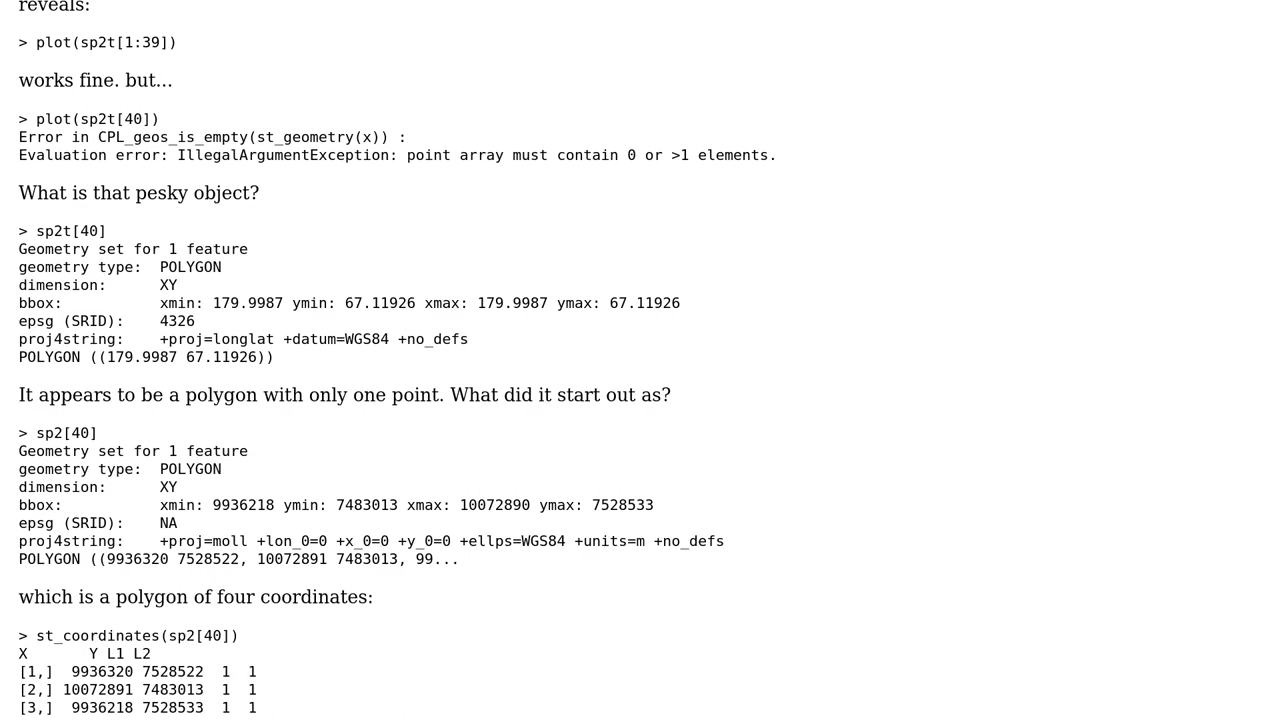 reveals:
> plot(sp2t[1:39])
works fine. but...
> plot(sp2t[40])
Error in CPL_geos_is_empty(st_geometry(x)) :
Evaluation error: IllegalArgumentException: point array must contain 0 or >1 elements.
What is that pesky object?
> sp2t[40]
Geometry set for 1 feature
geometry type:  POLYGON
dimension:      XY
bbox:           xmin: 179.9987 ymin: 67.11926 xmax: 179.9987 ymax: 67.11926
epsg (SRID):    4326
proj4string:    +proj=longlat +datum=WGS84 +no_defs
POLYGON ((179.9987 67.11926))
It appears to be a polygon with only one point. What did it start out as?
> sp2[40]
Geometry set for 1 feature
geometry type:  POLYGON
dimension:      XY
bbox:           xmin: 9936218 ymin: 7483013 xmax: 10072890 ymax: 7528533
epsg (SRID):    NA
proj4string:    +proj=moll +lon_0=0 +x_0=0 +y_0=0 +ellps=WGS84 +units=m +no_defs
POLYGON ((9936320 7528522, 10072891 7483013, 99...
which is a polygon of four coordinates:
> st_coordinates(sp2[40])
X       Y L1 L2
[1,]  9936320 7528522  1  1
[2,] 10072891 7483013  1  1
[3,]  9936218 7528533  1  1